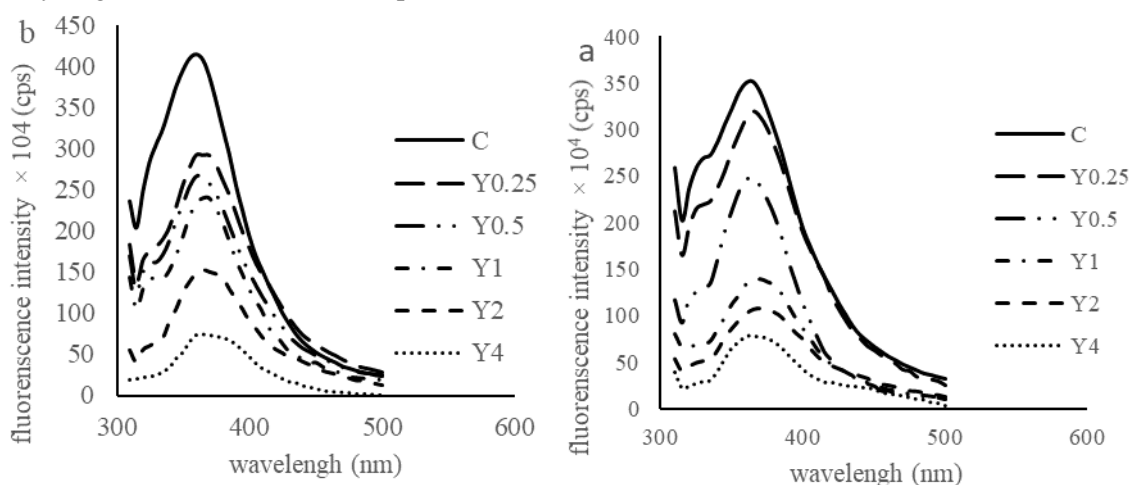 b
fluorenscence intensity × 104 (cps)
450
400
350
300
250
200
150
100
50
0
300
400
500
600
wavelengh (nm)
C
Y0.25
Y0.5
Y1
Y2
Y4
a
fluorenscence intensity × 10⁴ (cps)
400
350
300
250
200
150
100
50
0
300
400
500
600
wavelengh (nm)
C
Y0.25
Y0.5
Y1
Y2
Y4